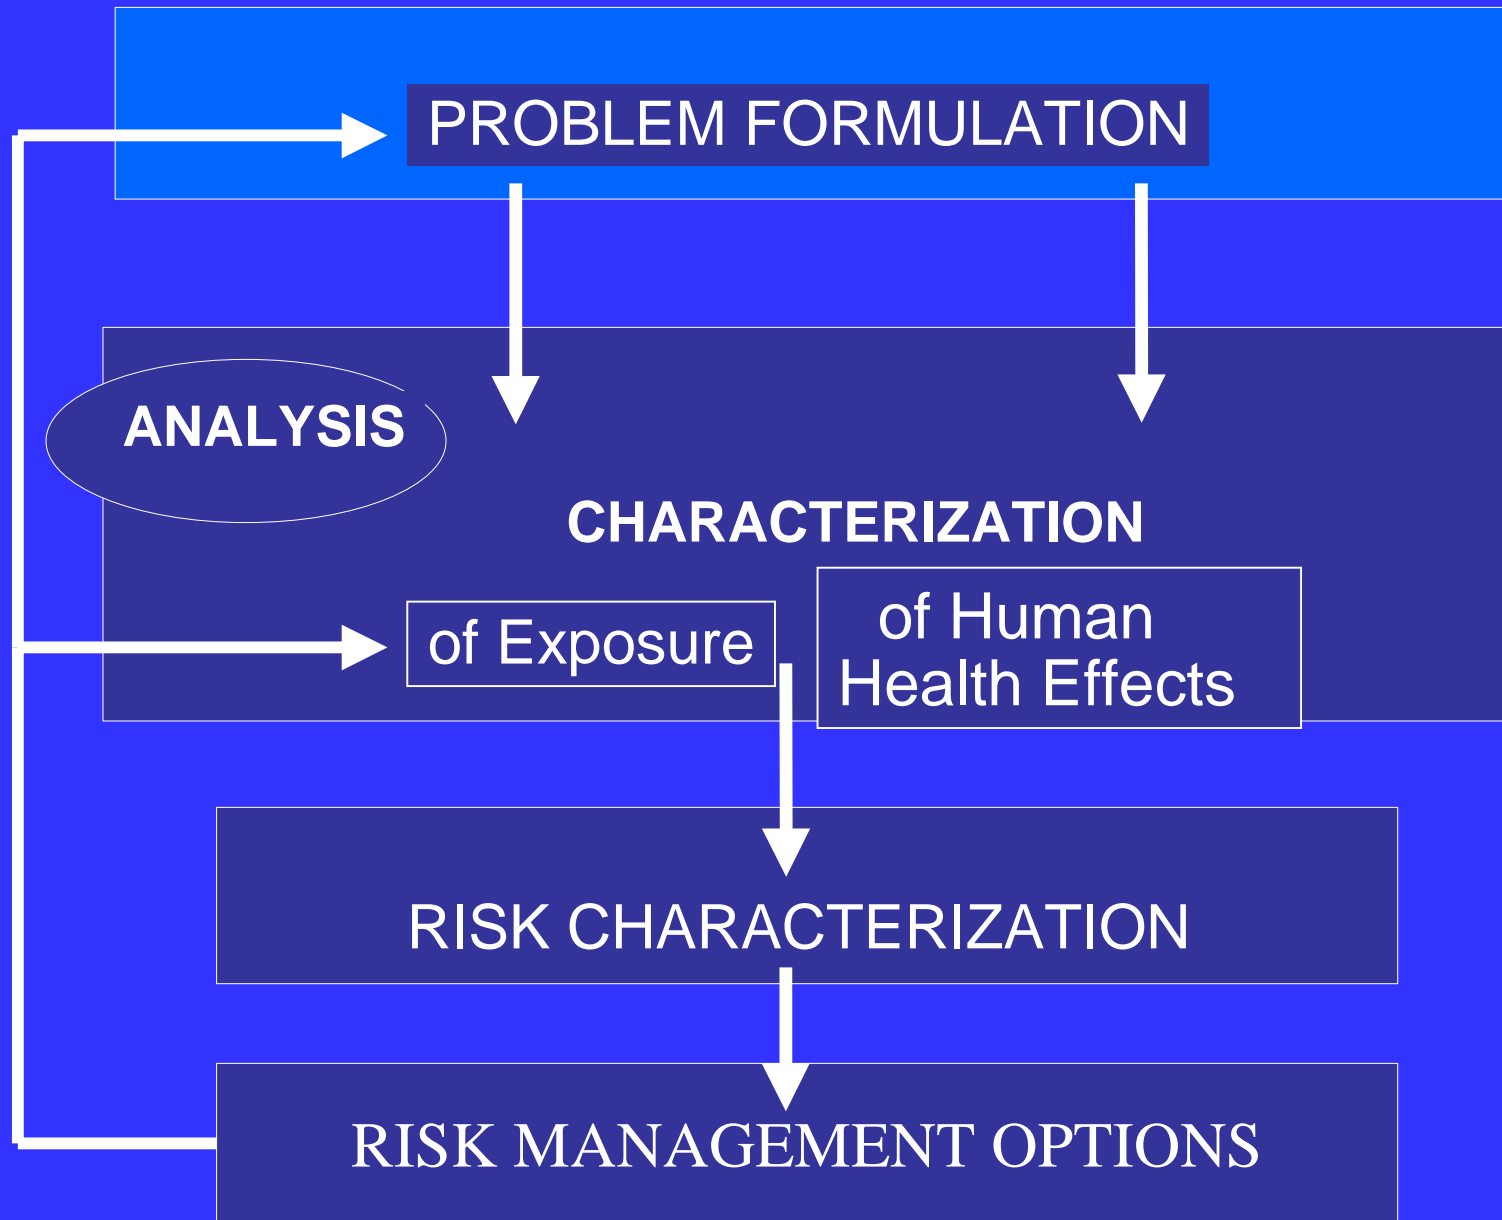 PROBLEM FORMULATION
ANALYSIS
CHARACTERIZATION
of Exposure
of Human
Health Effects
RISK CHARACTERIZATION
RISK MANAGEMENT OPTIONS